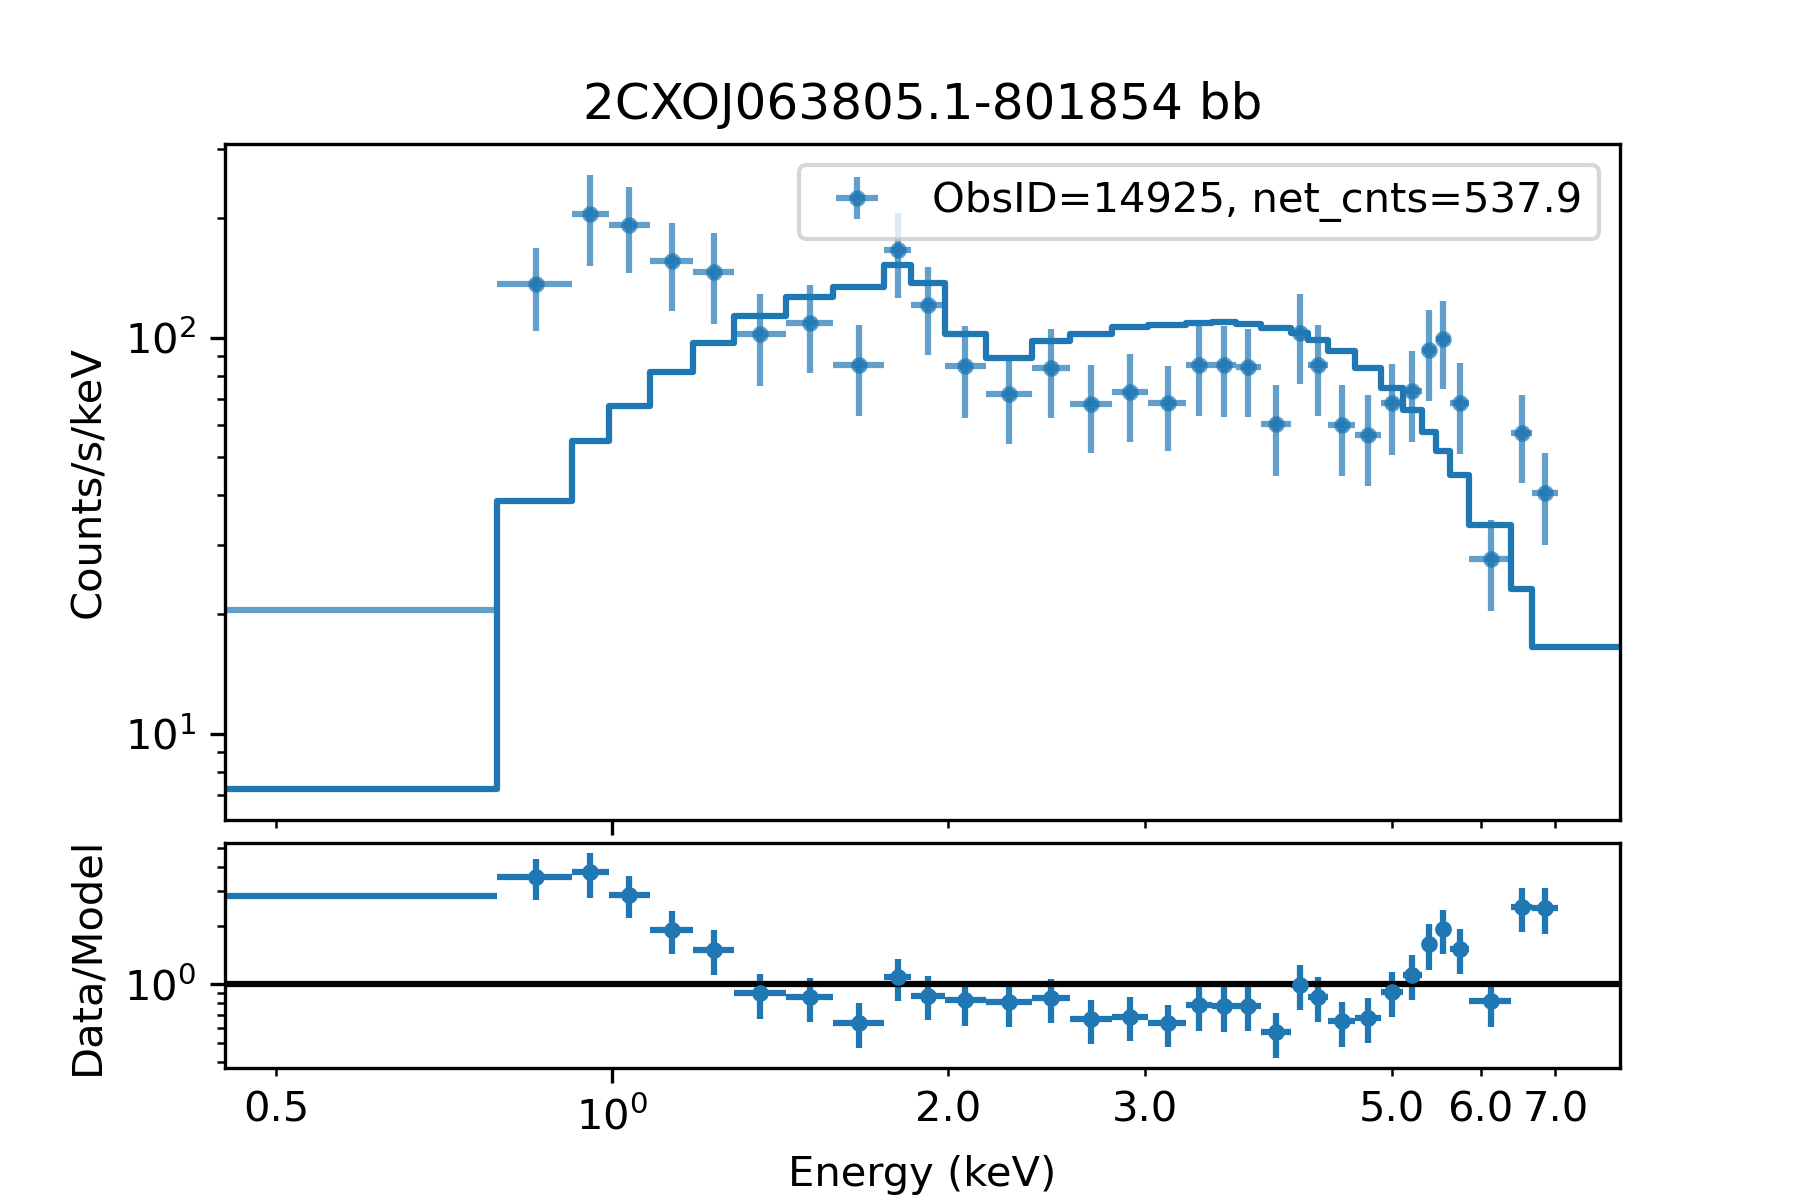 2CXOJ063805.1-801854 bb
ObsID=14925, net_cnts=537.9
Counts/s/keV
10²
10¹
Data/Model
10⁰
0.5
10⁰
2.0
3.0
5.0
6.0
7.0
Energy (keV)